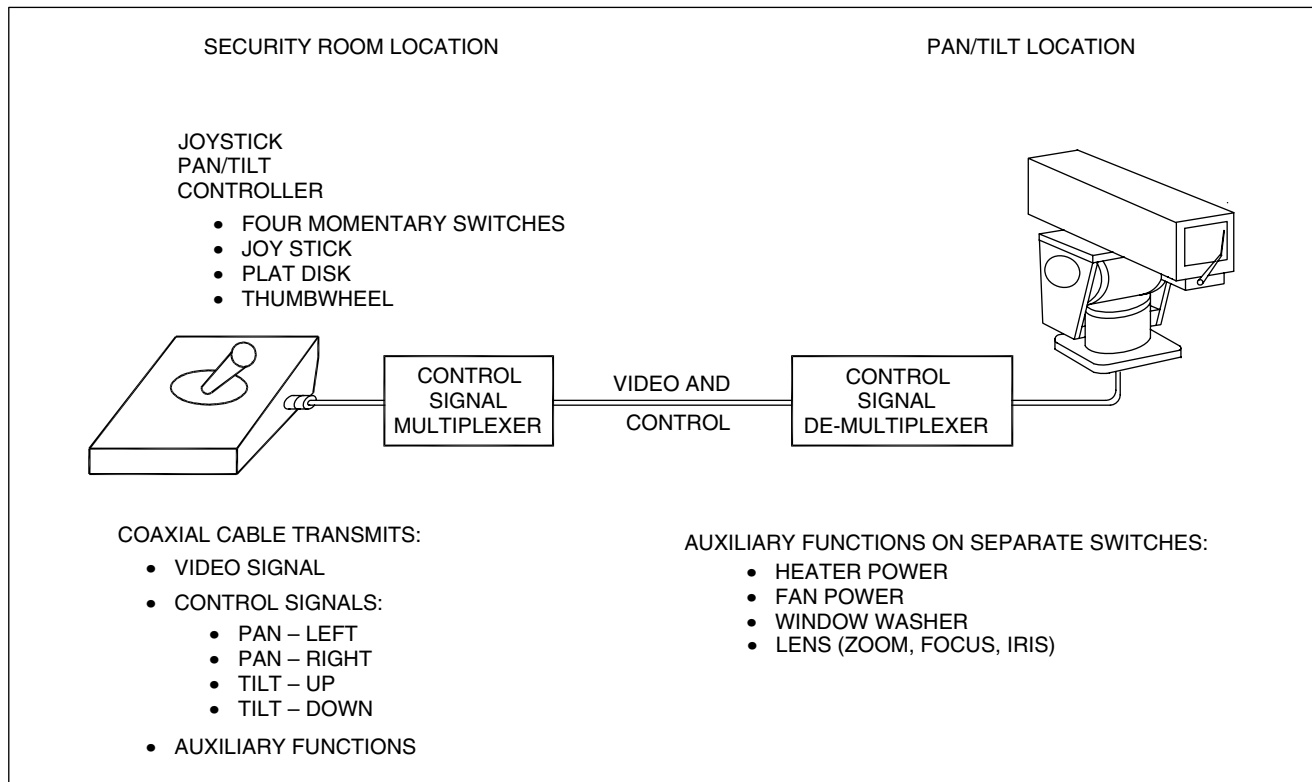 SECURITY ROOM LOCATION
PAN/TILT LOCATION
JOYSTICK
PAN/TILT
CONTROLLER
• FOUR MOMENTARY SWITCHES
• JOY STICK
• PLAT DISK
• THUMBWHEEL
CONTROL
SIGNAL
MULTIPLEXER
VIDEO AND
CONTROL
CONTROL
SIGNAL
DE-MULTIPLEXER
COAXIAL CABLE TRANSMITS:
• VIDEO SIGNAL
• CONTROL SIGNALS:
• PAN – LEFT
• PAN – RIGHT
• TILT – UP
• TILT – DOWN
• AUXILIARY FUNCTIONS
AUXILIARY FUNCTIONS ON SEPARATE SWITCHES:
• HEATER POWER
• FAN POWER
• WINDOW WASHER
• LENS (ZOOM, FOCUS, IRIS)